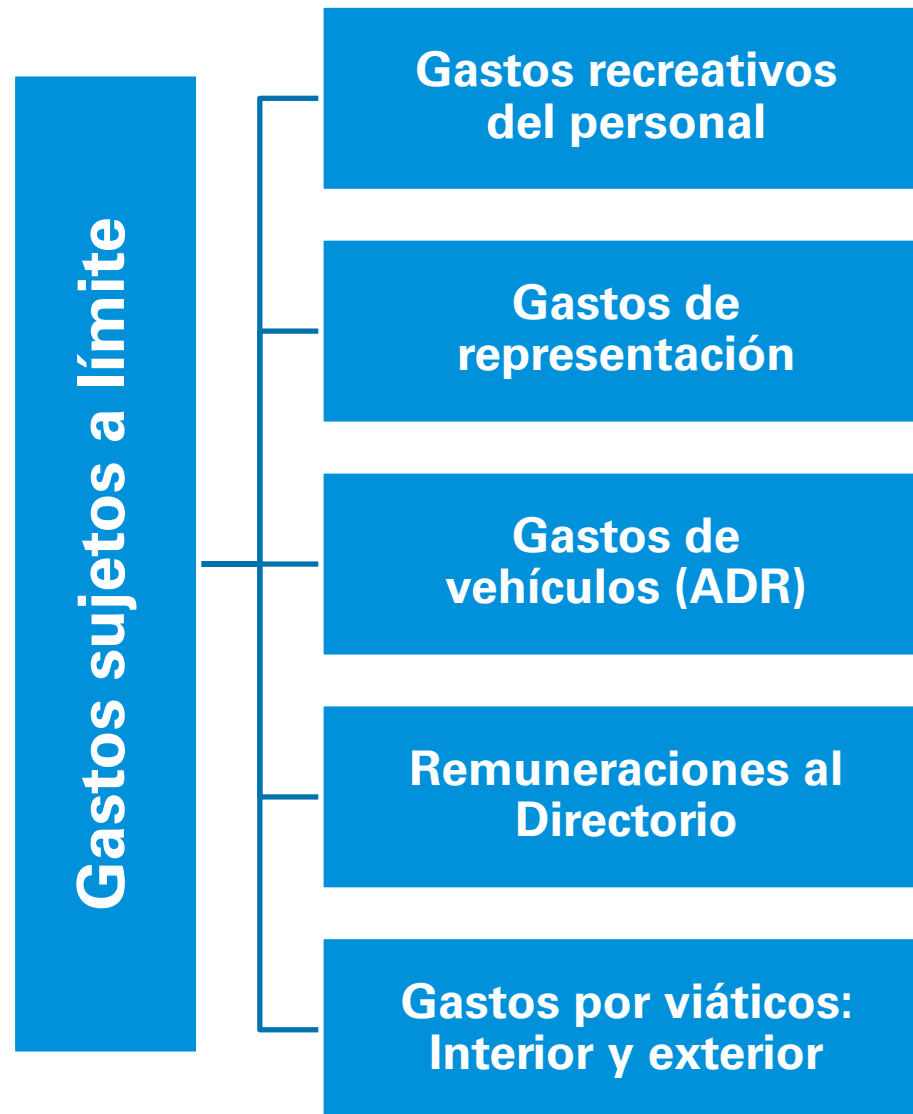 Gastos sujetos a límite
Gastos recreativos
del personal
Gastos de
representación
Gastos de
vehículos (ADR)
Remuneraciones al
Directorio
Gastos por viáticos:
Interior y exterior